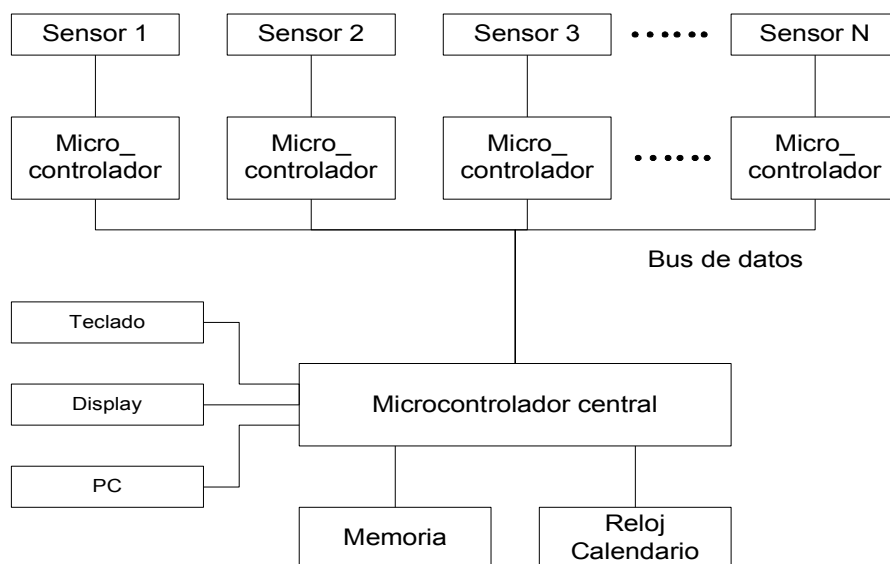 Sensor 1
Sensor 2
Sensor 3
Sensor N
Micro_
controlador
Micro_
controlador
Micro_
controlador
Micro_
controlador
Bus de datos
Teclado
Display
PC
Microcontrolador central
Memoria
Reloj
Calendario